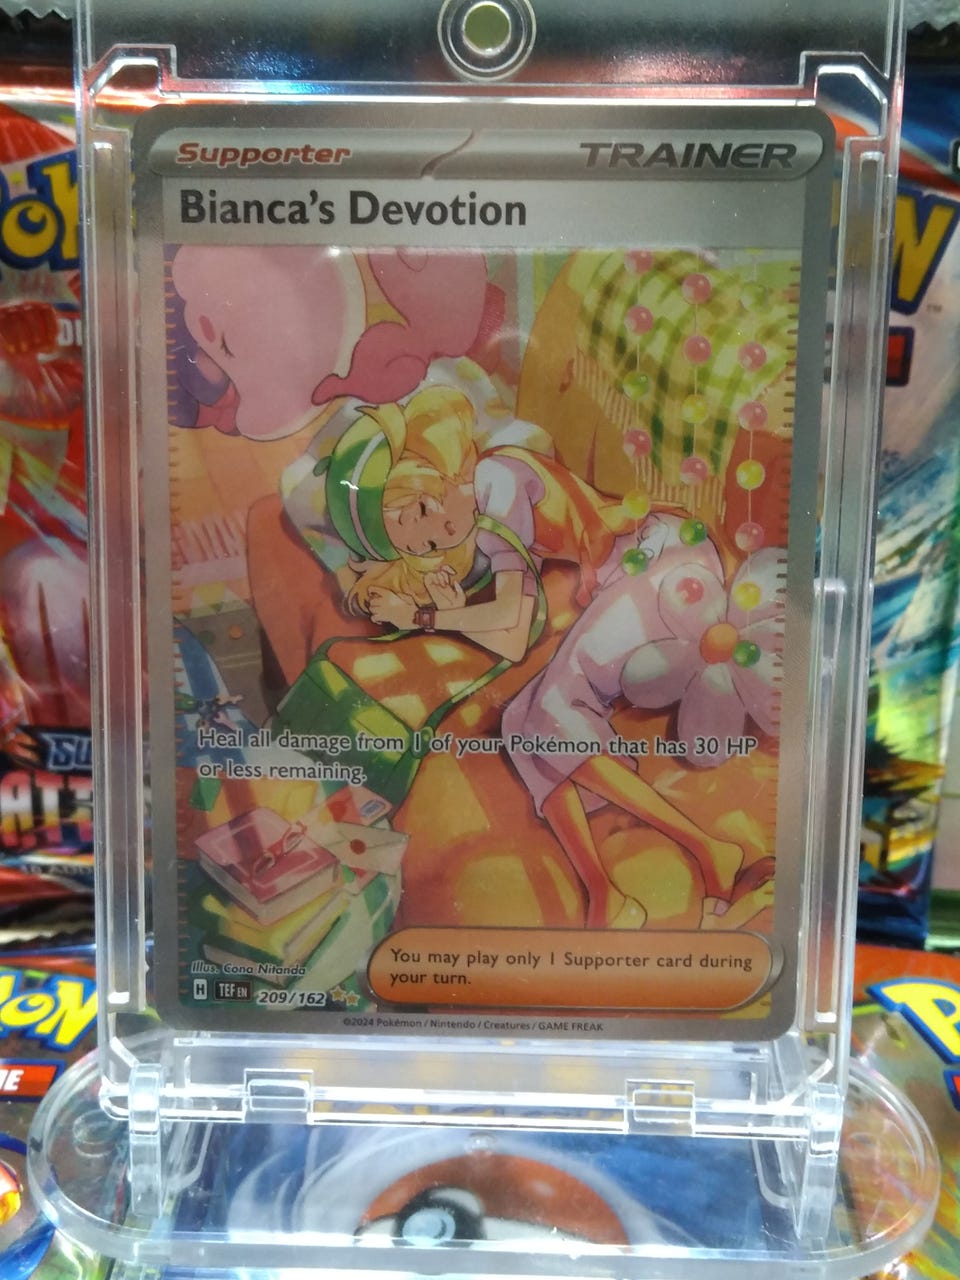 Supporter
TRAINER
Bianca's Devotion
Heal all damage from 1 of your Pokémon that has 30 HP
or less remaining.
You may play only 1 Supporter card during
your turn.
Illus. Cona Nitanda
H TEF EN 209/162
©2024 Pokémon / Nintendo / Creatures / GAME FREAK